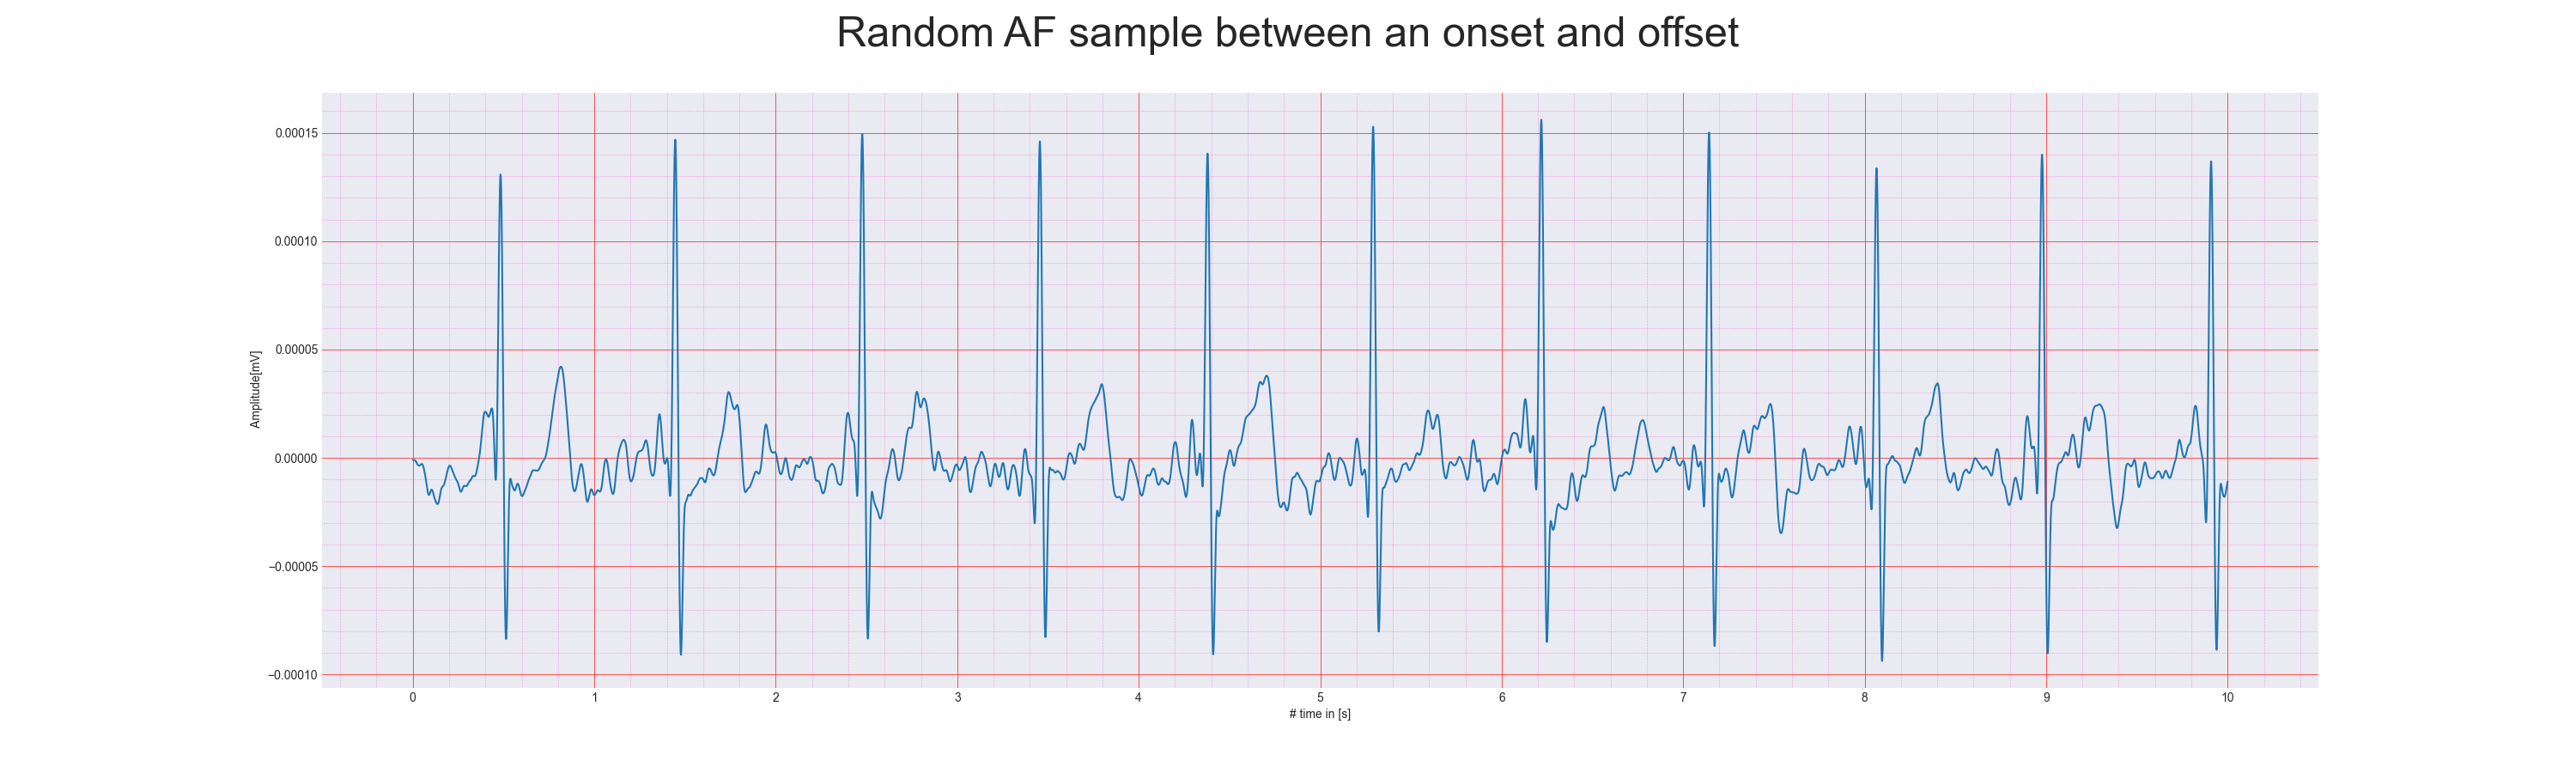 Random AF sample between an onset and offset
0.00015
0.00010
0.00005
0.00000
−0.00005
−0.00010
Amplitude[mV]
0 1 2 3 4 5 6 7 8 9 10
# time in [s]